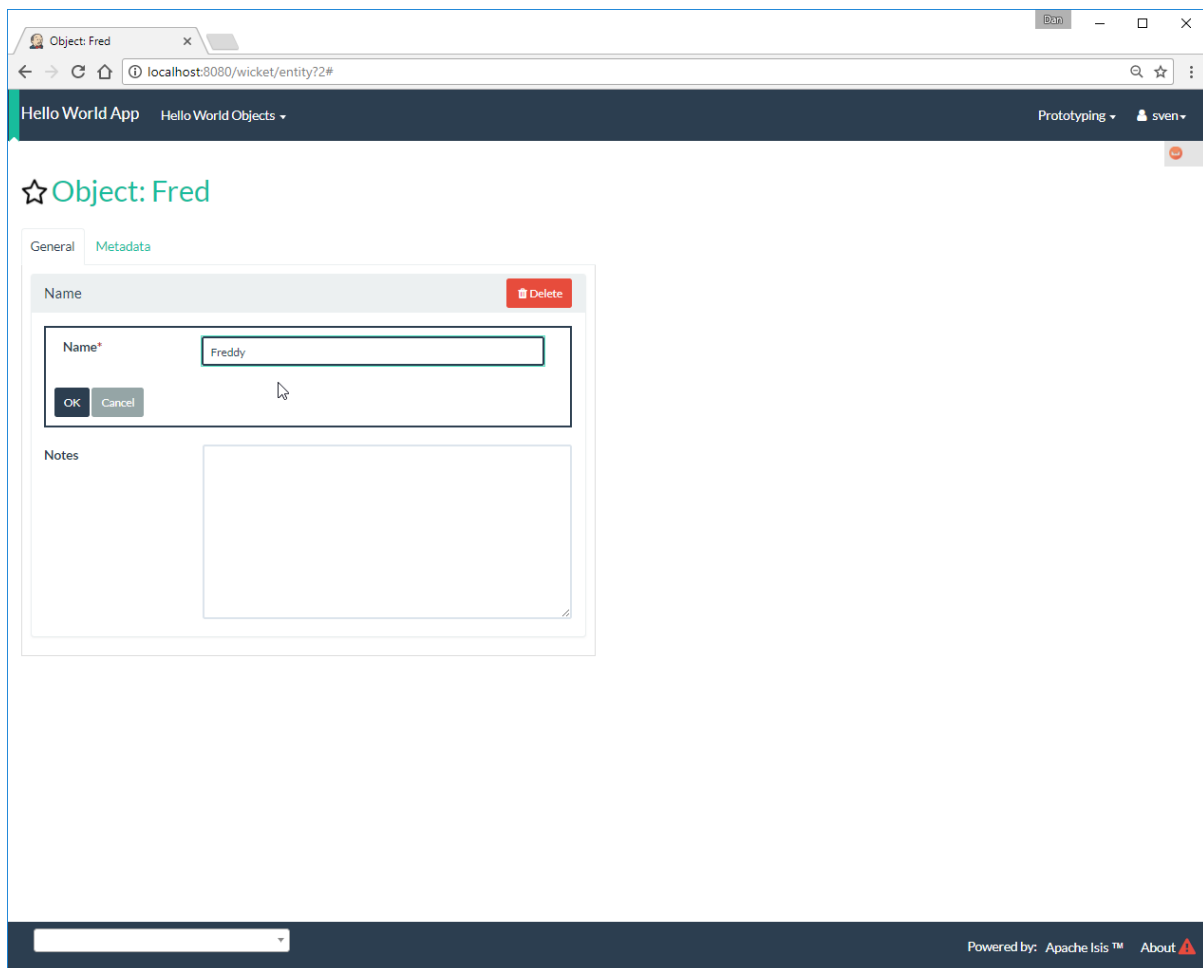 Dan
Object: Fred
localhost:8080/wicket/entity?2#
Hello World App Hello World Objects Prototyping sven
Object: Fred
General Metadata
Name Delete
Name* Freddy
OK Cancel
Notes
Powered by: Apache Isis ™ About